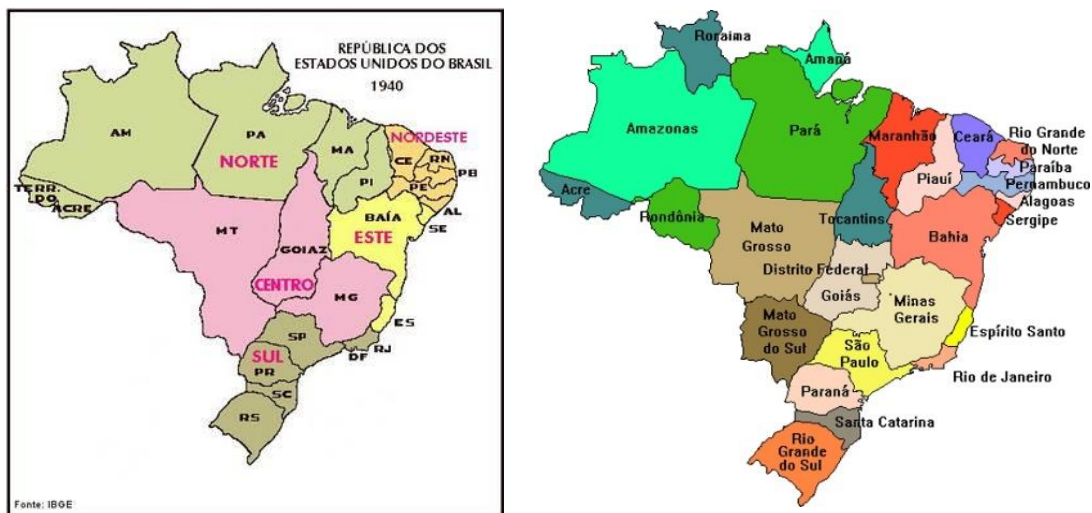 REPÚBLICA DOS
ESTADOS UNIDOS DO BRASIL
1940
NORDESTE
AM
PA
NORTE
MA
CE
RN
PB
PI
PE
TERR.
DO
ACRE
AL
SE
BAÍA
ESTE
MT
GOIAZ
CENTRO
MG
ES
SP
RJ
DF
SUL
PR
SC
RS
Fonte: IBGE
Roraima
Amaná
Amazonas
Pará
Maranhão
Ceará
Rio Grande
do Norte
Paraíba
Piauí
Pernambuco
Acre
Alagoas
Rondônia
Tocantins
Sergipe
Mato
Grosso
Bahia
Distrito Federal
Goiás
Minas
Gerais
Mato
Grosso
do Sul
Espírito Santo
São
Paulo
Rio de Janeiro
Paraná
Santa Catarina
Rio
Grande
do Sul